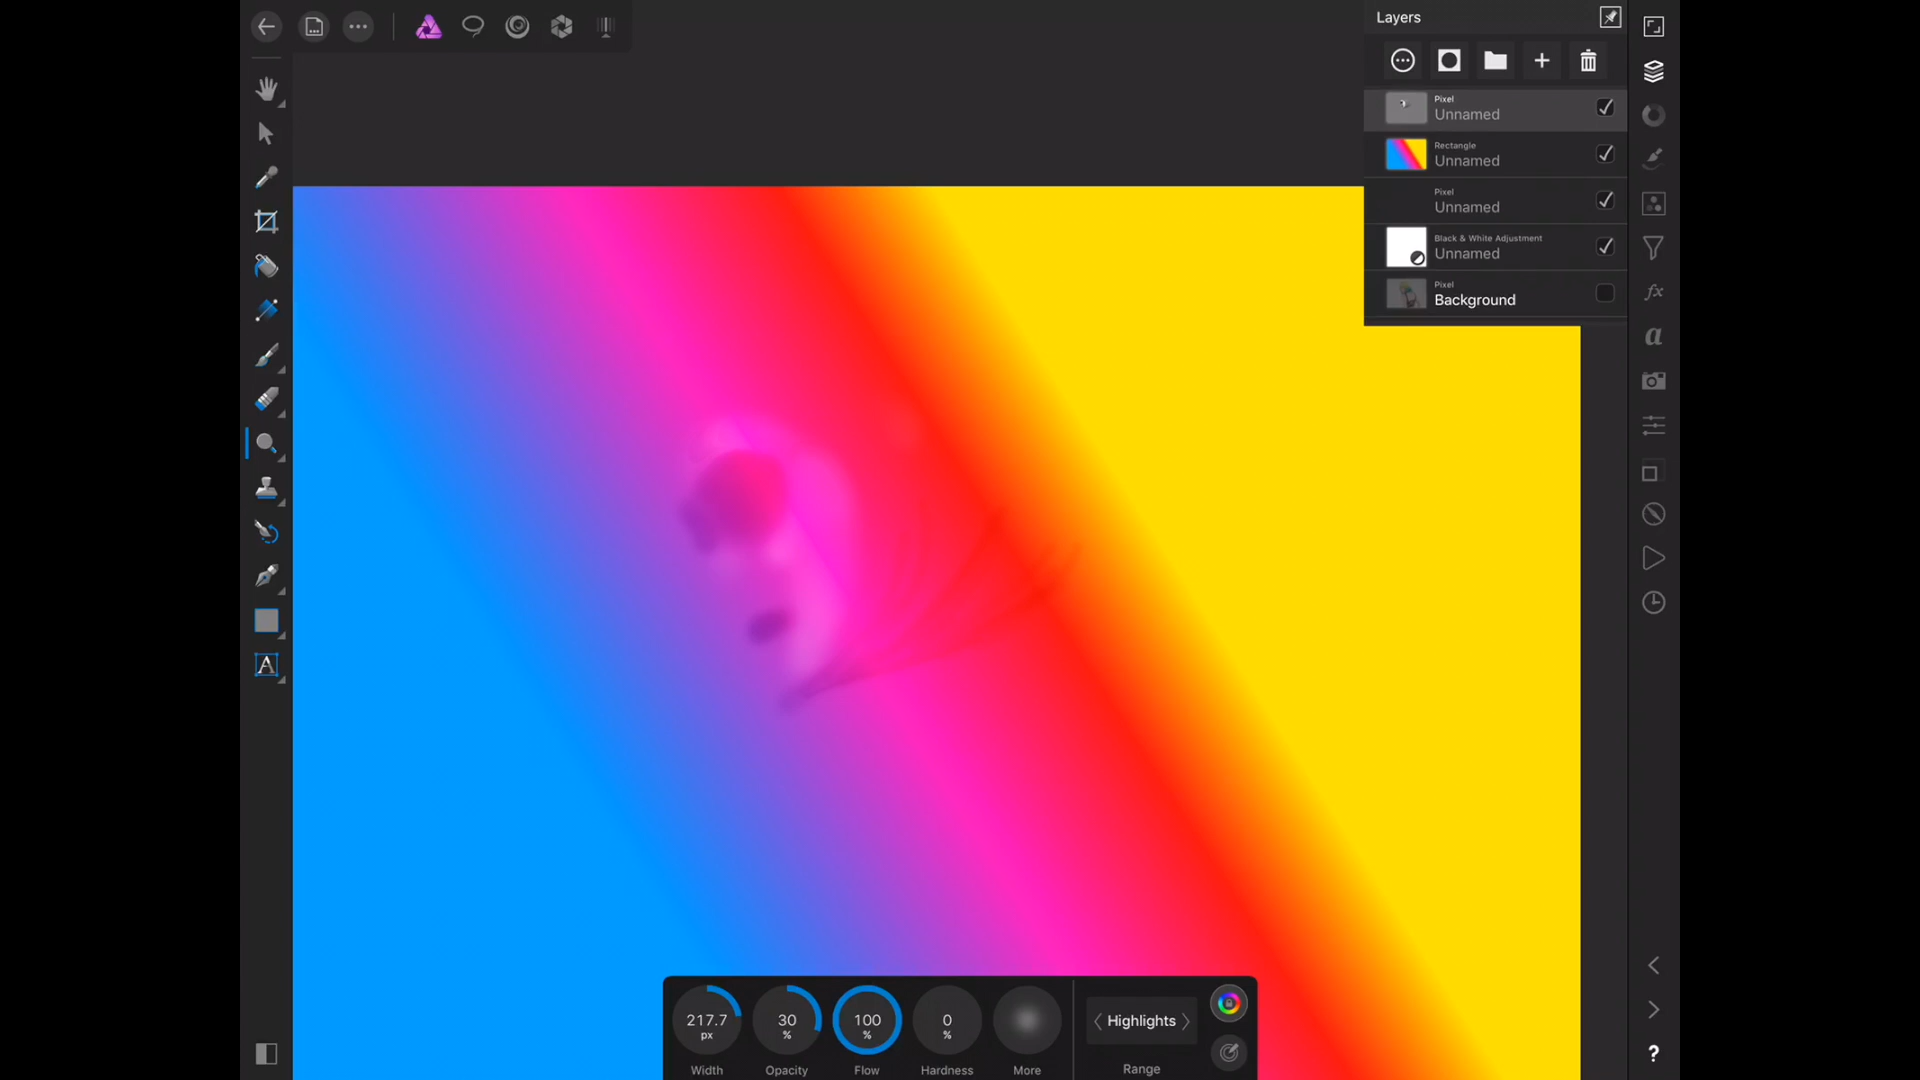 Layers
Pixel
Unnamed
Rectangle
Unnamed
Pixel
Unnamed
Black & White Adjustment
Unnamed
Pixel
Background
fx
a
A
217.7
px
30
%
100
%
0
%
Highlights
Width
Opacity
Flow
Hardness
More
Range
?